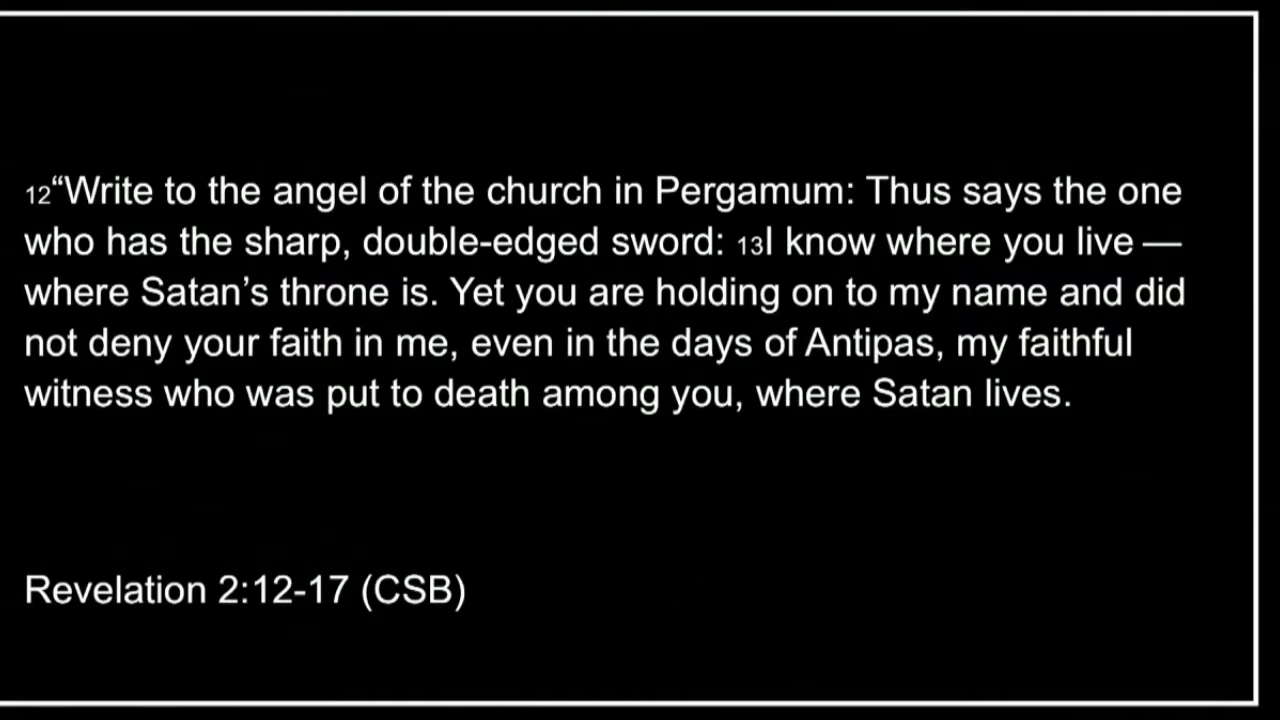 12“Write to the angel of the church in Pergamum: Thus says the one
who has the sharp, double-edged sword: 13I know where you live —
where Satan’s throne is. Yet you are holding on to my name and did
not deny your faith in me, even in the days of Antipas, my faithful
witness who was put to death among you, where Satan lives.
Revelation 2:12-17 (CSB)